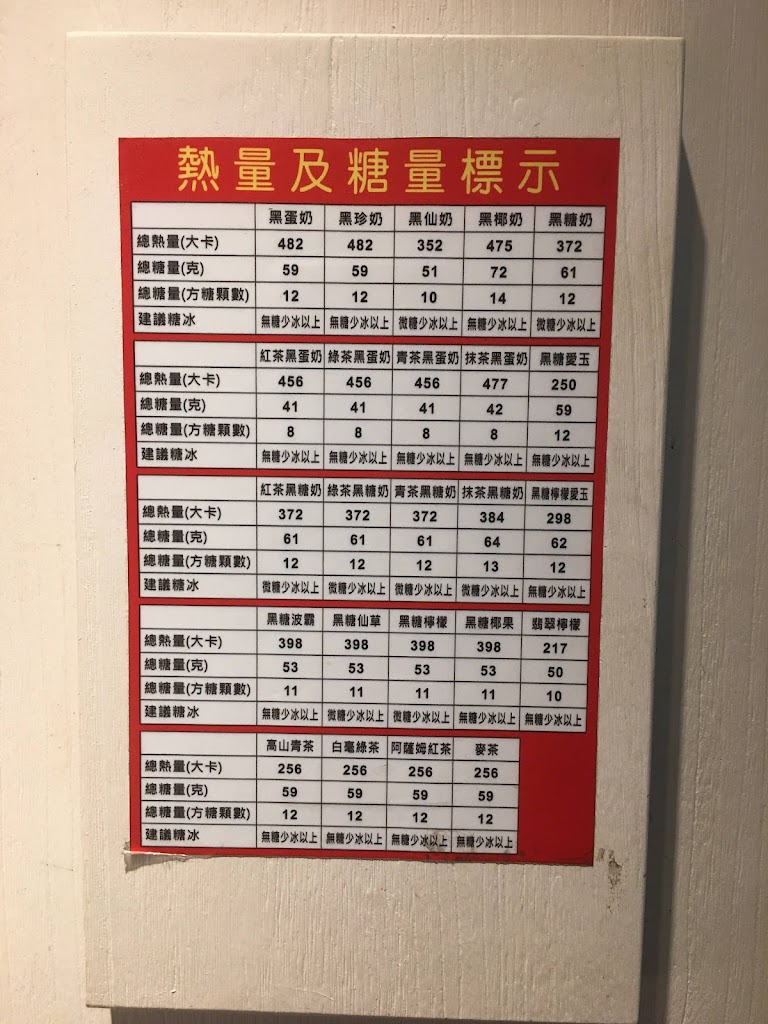 熱量及糖量標示
黑蛋奶 黑珍奶 黑仙奶 黑椰奶 黑糖奶
總熱量(大卡) 482 482 352 475 372
總糖量(克) 59 59 51 72 61
總糖量(方糖顆數) 12 12 10 14 12
建議糖冰 無糖少冰以上 無糖少冰以上 微糖少冰以上 無糖少冰以上 微糖少冰以上
紅茶黑蛋奶 綠茶黑蛋奶 青茶黑蛋奶 抹茶黑蛋奶 黑糖愛玉
總熱量(大卡) 456 456 456 477 250
總糖量(克) 41 41 41 42 59
總糖量(方糖顆數) 8 8 8 8 12
建議糖冰 無糖少冰以上 無糖少冰以上 無糖少冰以上 無糖少冰以上 無糖少冰以上
紅茶黑糖奶 綠茶黑糖奶 青茶黑糖奶 抹茶黑糖奶 黑糖檸檬愛玉
總熱量(大卡) 372 372 372 384 298
總糖量(克) 61 61 61 64 62
總糖量(方糖顆數) 12 12 12 13 12
建議糖冰 微糖少冰以上 微糖少冰以上 微糖少冰以上 微糖少冰以上 無糖少冰以上
黑糖波霸 黑糖仙草 黑糖檸檬 黑糖椰果 翡翠檸檬
總熱量(大卡) 398 398 398 398 217
總糖量(克) 53 53 53 53 50
總糖量(方糖顆數) 11 11 11 11 10
建議糖冰 無糖少冰以上 微糖少冰以上 微糖少冰以上 無糖少冰以上 無糖少冰以上
高山青茶 白毫綠茶 阿薩姆紅茶 麥茶
總熱量(大卡) 256 256 256 256
總糖量(克) 59 59 59 59
總糖量(方糖顆數) 12 12 12 12
建議糖冰 無糖少冰以上 無糖少冰以上 無糖少冰以上 無糖少冰以上